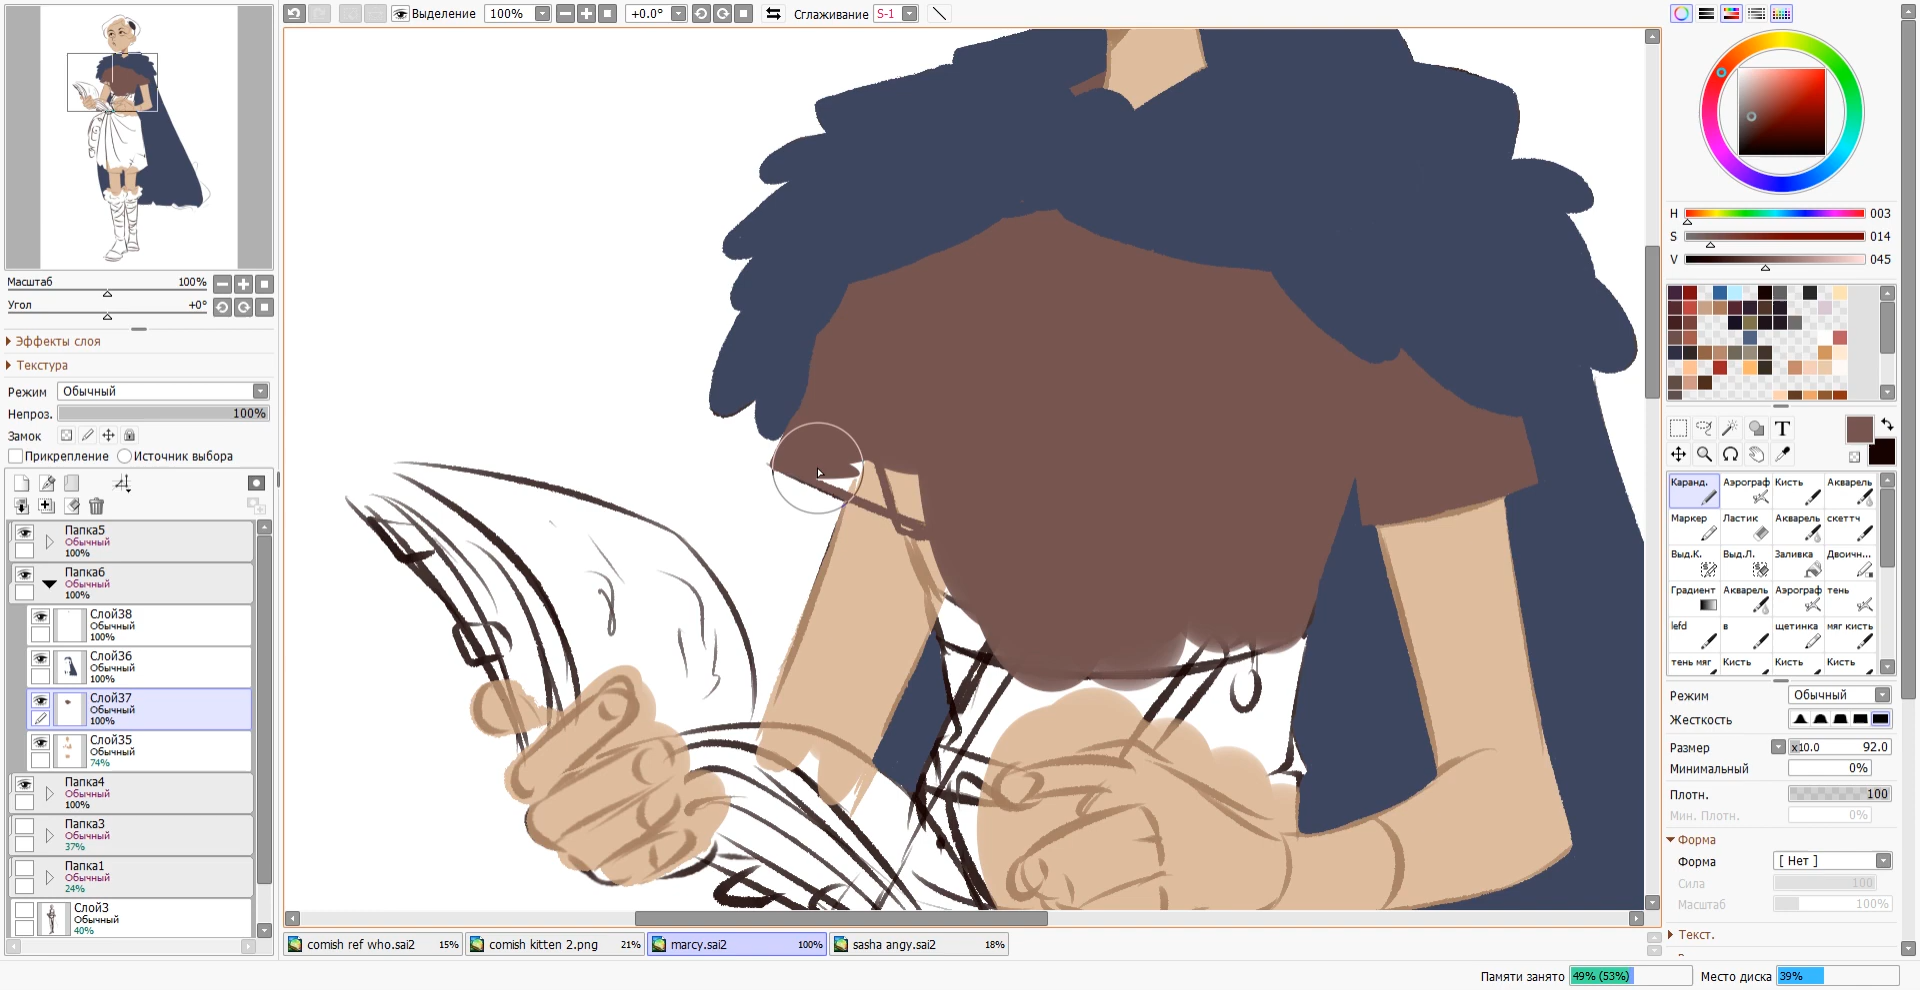 Выделение 100% +0.0° Сглаживание S-1
Масштаб 100%
Угол +0°
Эффекты слоя
Текстура
Режим Обычный
Непроз. 100%
Замок
Прикрепление Источник выбора
Папка5
Обычный
100%
Папка6
Обычный
100%
Слой38
Обычный
100%
Слой36
Обычный
100%
Слой37
Обычный
100%
Слой35
Обычный
74%
Папка4
Обычный
100%
Папка3
Обычный
37%
Папка1
Обычный
24%
Слой3
Обычный
40%
comish ref who.sai2 15%
comish kitten 2.png 21%
marcy.sai2 100%
sasha angy.sai2 18%
H 003
S 014
V 045
T
Каранд. Аэрограф Кисть Акварель
Маркер Ластик Акварель скеттч
Выд.К. Выд.Л. Заливка Двоичн...
Градиент Акварель Аэрограф тень
lefd в щетинка мяг кисть
тень мяг Кисть Кисть Кисть
Режим Обычный
Жесткость
Размер x10.0 92.0
Минимальный 0%
Плотн. 100
Мин. Плотн. 0%
Форма
Форма [ Нет ]
Сила 100
Масштаб 100%
Текст.
Памяти занято 49% (53%) Место диска 39%